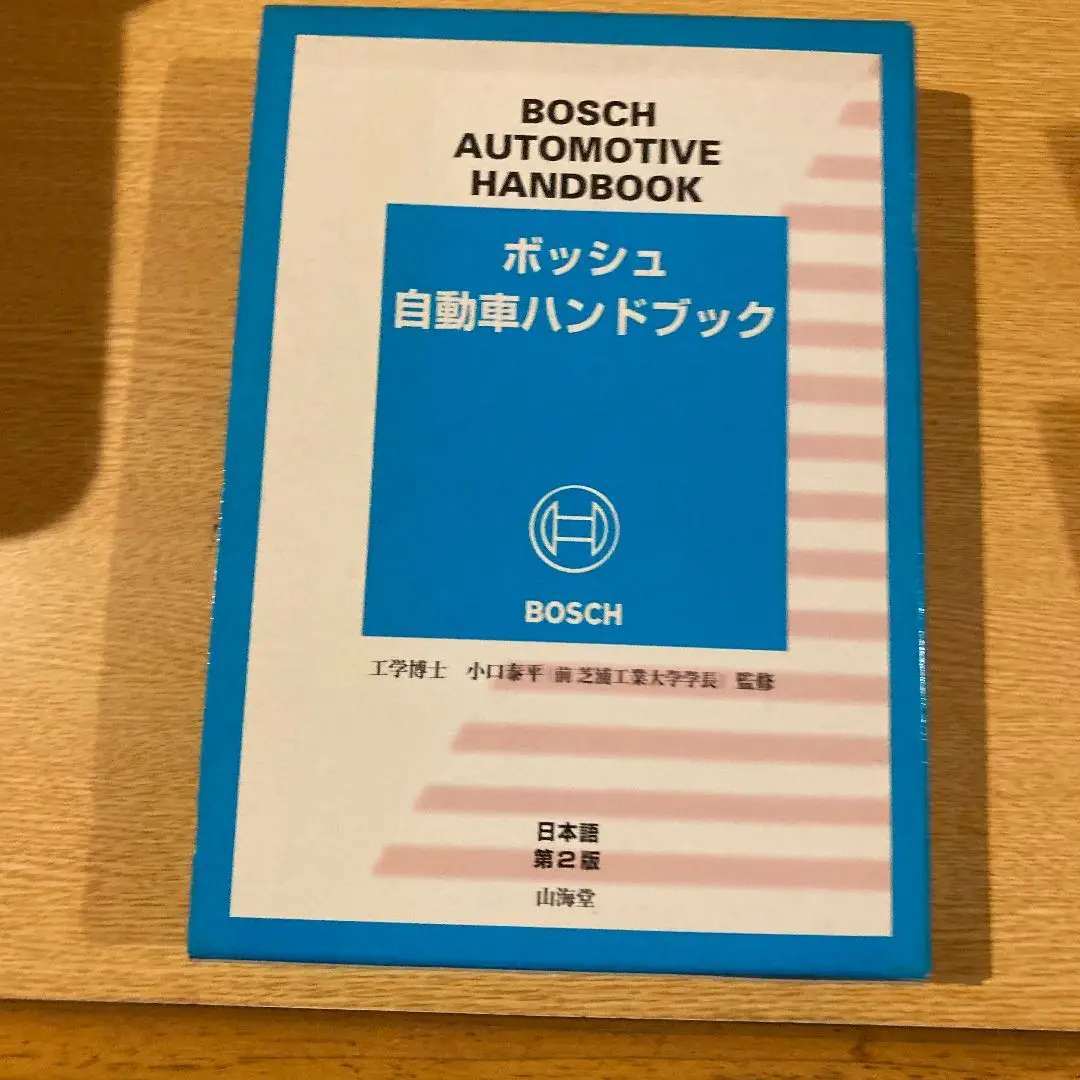 BOSCH
AUTOMOTIVE
HANDBOOK
ボッシュ
自動車ハンドブック
BOSCH
工学博士 小口泰平(前 芝浦工業大学学長) 監修
日本語
第2版
山海堂